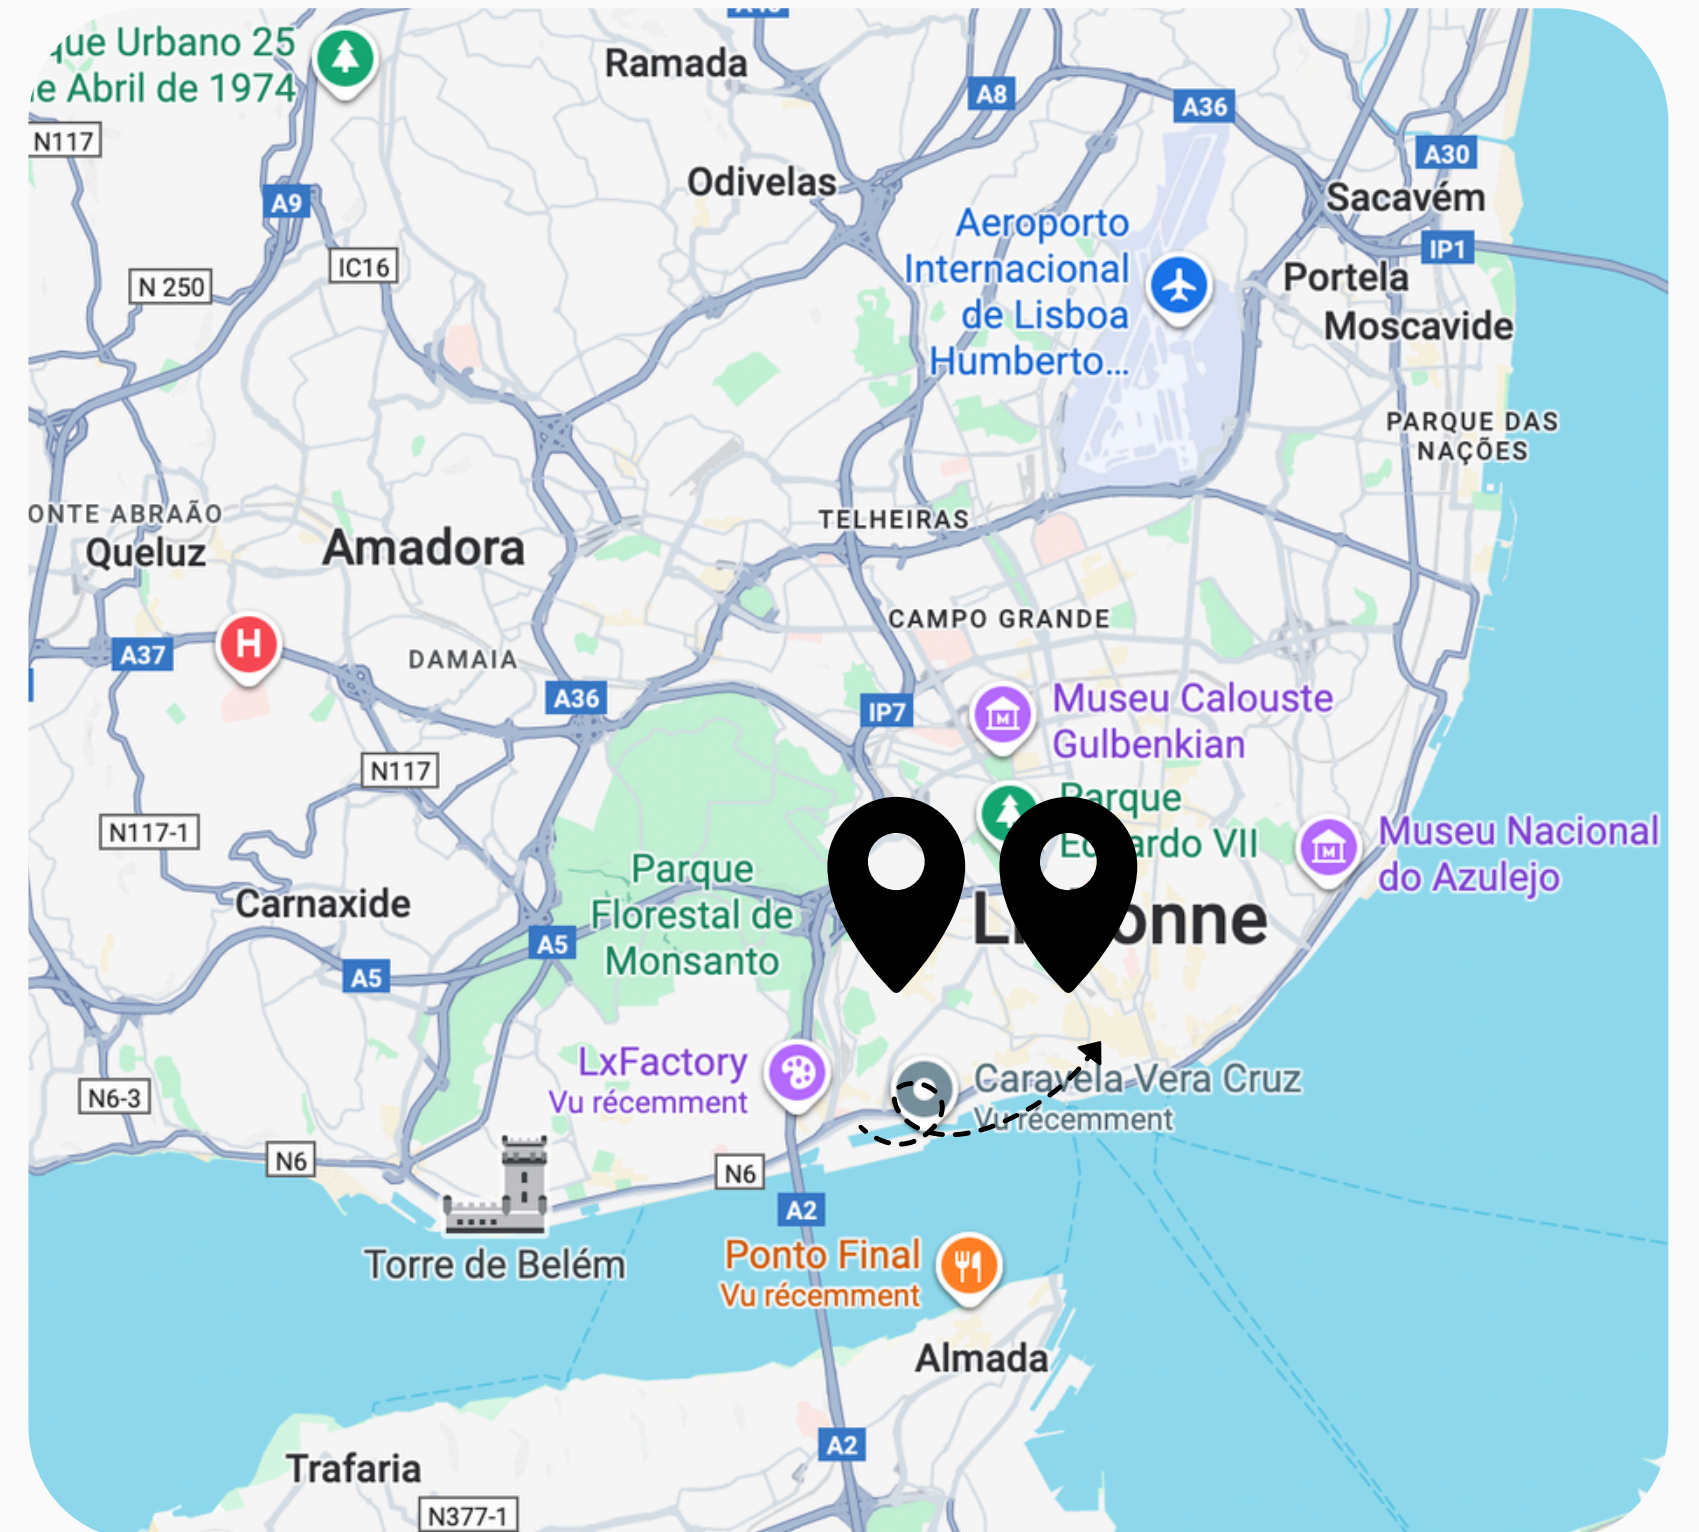 que Urbano 25
e Abril de 1974
Ramada
A8
A36
N117
A30
Odivelas
Sacavém
A9
Aeroporto
Internacional
de Lisboa
Humberto...
IP1
IC16
N 250
Portela
Moscavide
PARQUE DAS
NAÇÕES
ONTE ABRAÃO
Queluz
Amadora
TELHEIRAS
CAMPO GRANDE
H
A37
DAMAIA
A36
IP7
Museu Calouste
Gulbenkian
N117
Parque
VII
N117-1
Museu Nacional
do Azulejo
Parque
Florestal de
Monsanto
Carnaxide
A5
A5
LxFactory
Vu récemment
Caravela Vera Cruz
Vu récemment
N6-3
N6
N6
A2
Torre de Belém
Ponto Final
Vu récemment
Almada
A2
Trafaria
N377-1